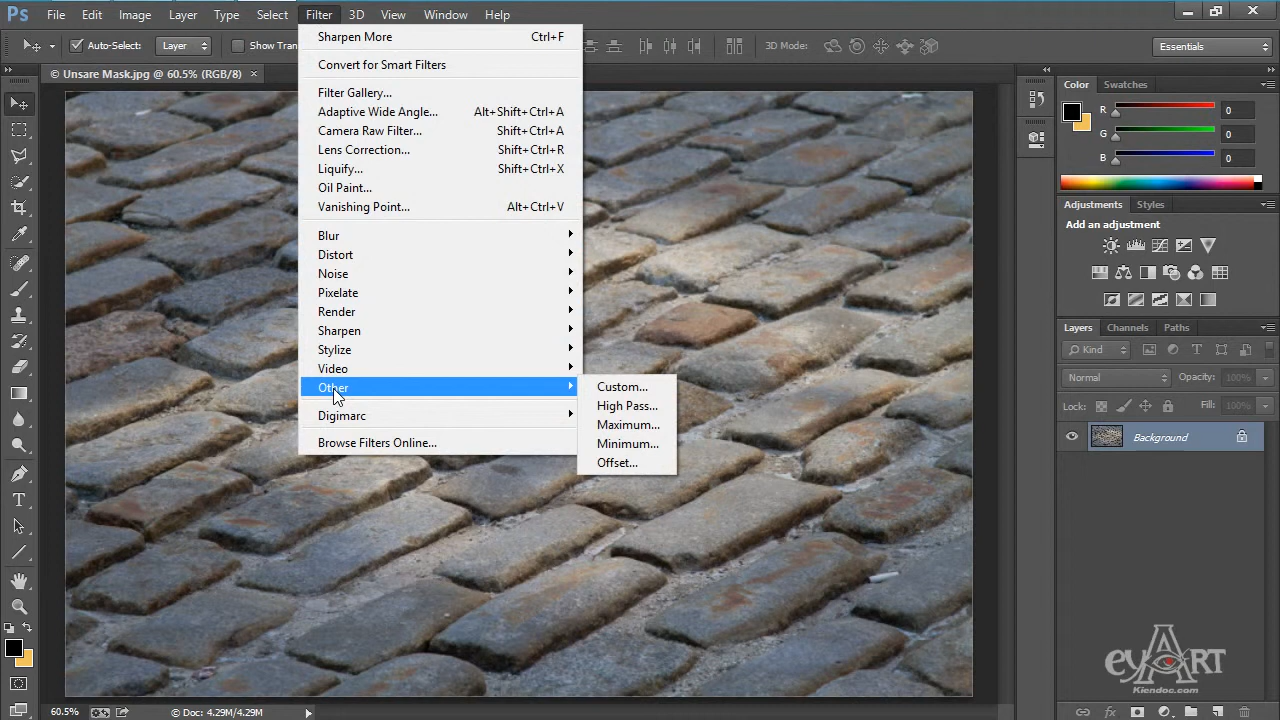 Ps File Edit Image Layer Type Select Filter 3D View Window Help
Auto-Select: Layer Show Tran 3D Mode: Essentials
© Unsare Mask.jpg @ 60.5% (RGB/8) ×
Sharpen More Ctrl+F
Convert for Smart Filters
Filter Gallery...
Adaptive Wide Angle... Alt+Shift+Ctrl+A
Camera Raw Filter... Shift+Ctrl+A
Lens Correction... Shift+Ctrl+R
Liquify... Shift+Ctrl+X
Oil Paint...
Vanishing Point... Alt+Ctrl+V
Blur
Distort
Noise
Pixelate
Render
Sharpen
Stylize
Video
Other
Digimarc
Browse Filters Online...
Custom...
High Pass...
Maximum...
Minimum...
Offset...
Color Swatches
R 0
G 0
B 0
Adjustments Styles
Add an adjustment
Layers Channels Paths
Kind
Normal Opacity: 100%
Lock: Fill: 100%
Background
eyART
Kiendoc.com
60.5% © Doc: 4.29M/4.29M